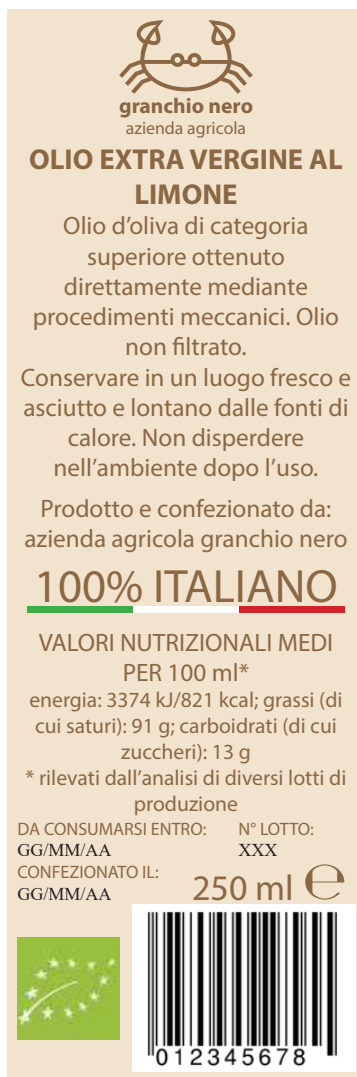 granchio nero
azienda agricola
OLIO EXTRA VERGINE AL
LIMONE
Olio d’oliva di categoria
superiore ottenuto
direttamente mediante
procedimenti meccanici. Olio
non filtrato.
Conservare in un luogo fresco e
asciutto e lontano dalle fonti di
calore. Non disperdere
nell’ambiente dopo l’uso.
Prodotto e confezionato da:
azienda agricola granchio nero
100% ITALIANO
VALORI NUTRIZIONALI MEDI
PER 100 ml*
energia: 3374 kJ/821 kcal; grassi (di
cui saturi): 91 g; carboidrati (di cui
zuccheri): 13 g
* rilevati dall’analisi di diversi lotti di
produzione
DA CONSUMARSI ENTRO: N° LOTTO:
GG/MM/AA XXX
CONFEZIONATO IL:
GG/MM/AA 250 ml ℮
012345678